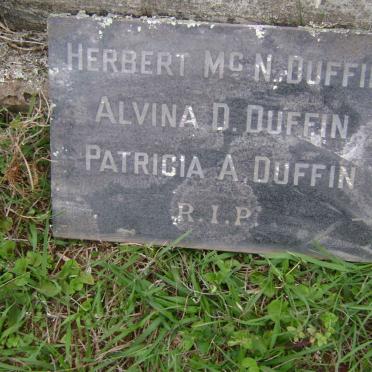 HERBERT MC N. DUFFIN
ALVINA D. DUFFIN
PATRICIA A. DUFFIN
R.I.P